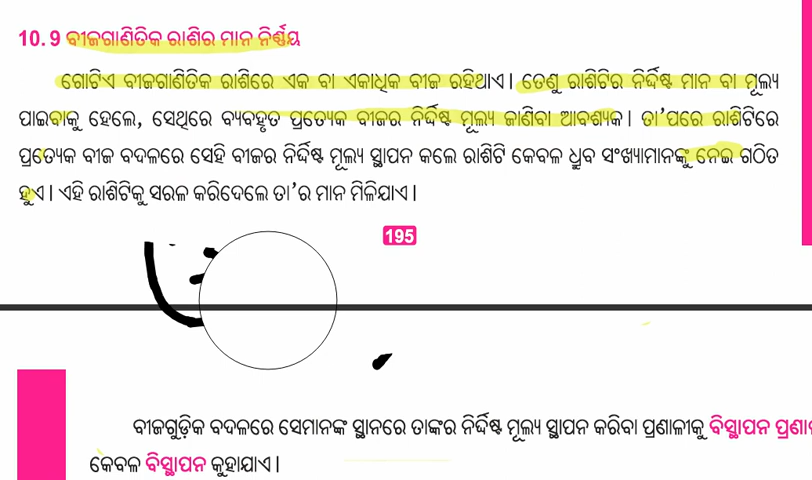 10.9 ବୀଜଗାଣିତିକ ରାଶିର ମାନ ନିର୍ଣ୍ଣୟ
ଗୋଟିଏ ବୀଜଗାଣିତିକ ରାଶିରେ ଏକ ବା ଏକାଧିକ ବୀଜ ରହିଥାଏ। ତେଣୁ ରାଶିଟିର ନିର୍ଦ୍ଦିଷ୍ଟ ମାନ ବା ମୂଲ୍ୟ
ପାଇବାକୁ ହେଲେ, ସେଥିରେ ବ୍ୟବହୃତ ପ୍ରତ୍ୟେକ ବୀଜର ନିର୍ଦ୍ଦିଷ୍ଟ ମୂଲ୍ୟ ଜାଣିବା ଆବଶ୍ୟକ। ତା’ପରେ ରାଶିଟିରେ
ପ୍ରତ୍ୟେକ ବୀଜ ବଦଳରେ ସେହି ବୀଜର ନିର୍ଦ୍ଦିଷ୍ଟ ମୂଲ୍ୟ ସ୍ଥାପନ କଲେ ରାଶିଟି କେବଳ ଧ୍ରୁବ ସଂଖ୍ୟାମାନଙ୍କୁ ନେଇ ଗଠିତ
ହୁଏ। ଏହି ରାଶିଟିକୁ ସରଳ କରିଦେଲେ ତା’ର ମାନ ମିଳିଯାଏ।
195
ବୀଜଗୁଡ଼ିକ ବଦଳରେ ସେମାନଙ୍କ ସ୍ଥାନରେ ତାଙ୍କର ନିର୍ଦ୍ଦିଷ୍ଟ ମୂଲ୍ୟ ସ୍ଥାପନ କରିବା ପ୍ରଣାଳୀକୁ ବିସ୍ଥାପନ
କେବଳ ବିସ୍ଥାପନ କୁହାଯାଏ।